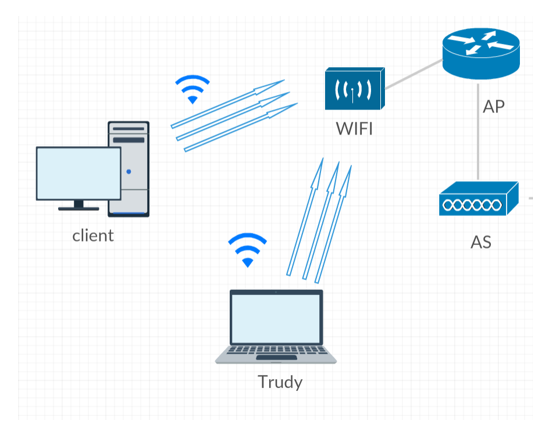 WIFI
AP
client
AS
Trudy